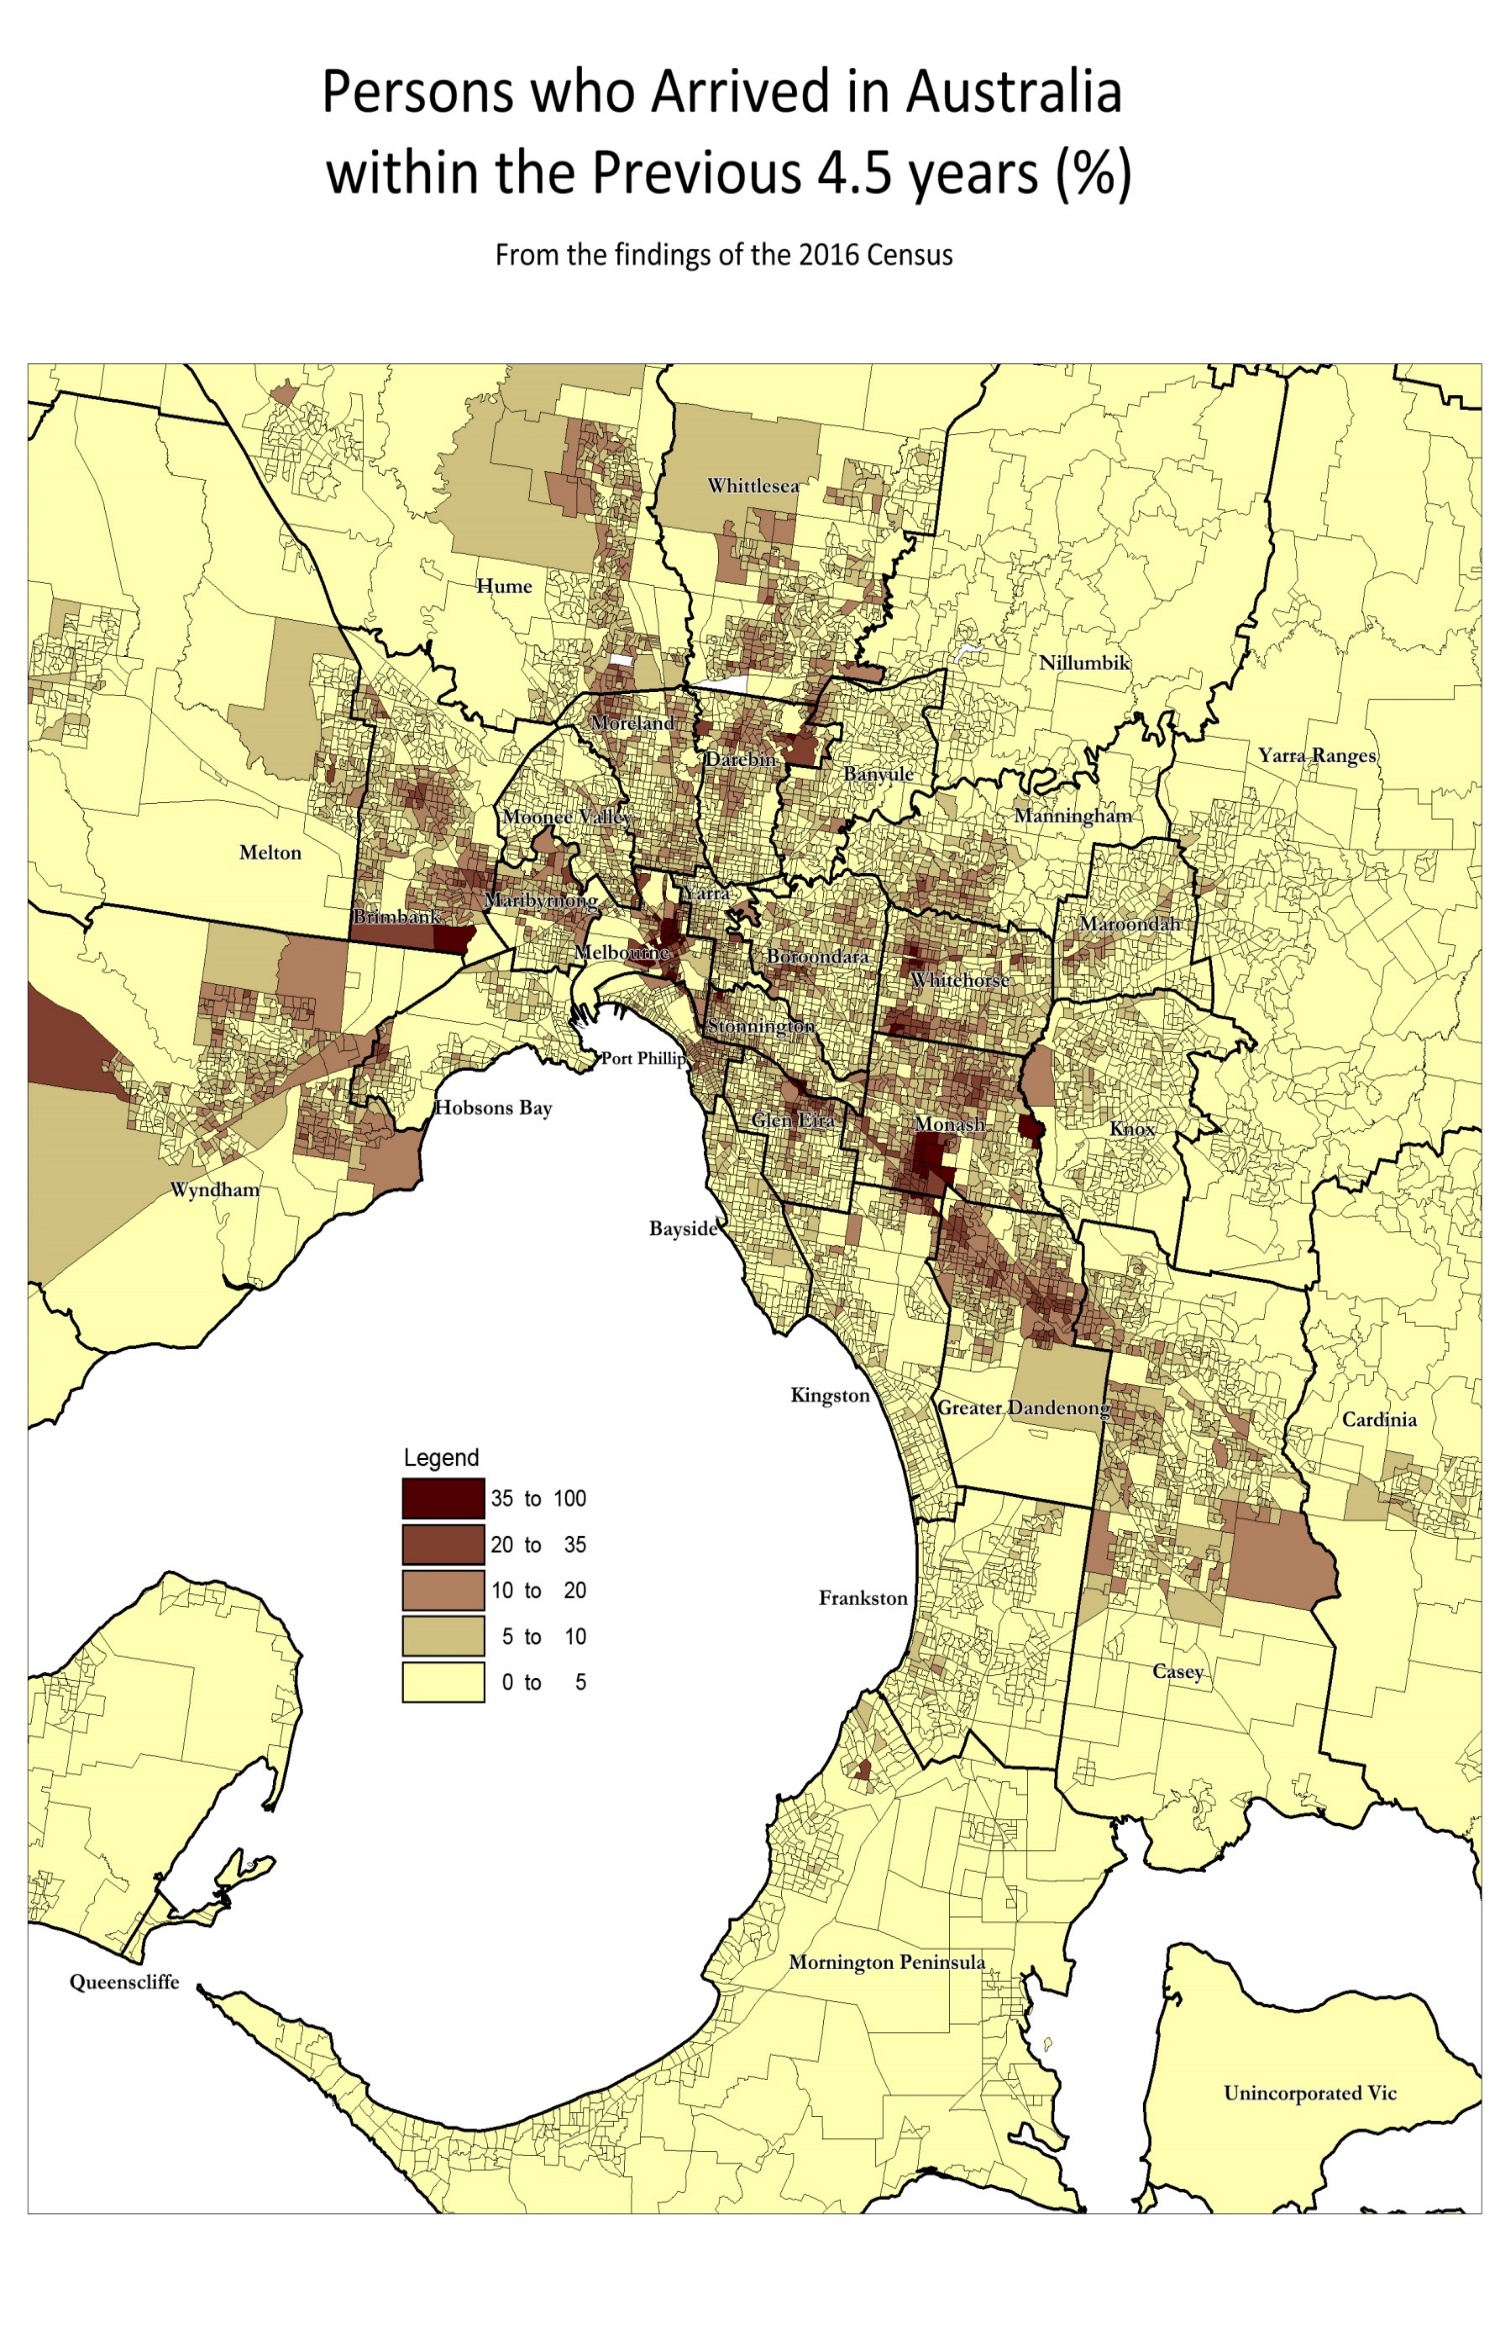 Persons who Arrived in Australia
within the Previous 4.5 years (%)
From the findings of the 2016 Census
Whittlesea
Hume
Nillumbik
Moreland
Darebin
Yarra Ranges
Banyule
Moonee Valley
Manningham
Melton
Yarra
Maribyrnong
Brimbank
Maroondah
Melbourne
Boroondara
Whitehorse
Stonnington
Port Phillip
Hobsons Bay
Glen Eira
Monash
Knox
Wyndham
Bayside
Kingston
Greater Dandenong
Cardinia
Legend
35 to 100
20 to 35
10 to 20
5 to 10
0 to 5
Frankston
Casey
Mornington Peninsula
Queenscliffe
Unincorporated Vic